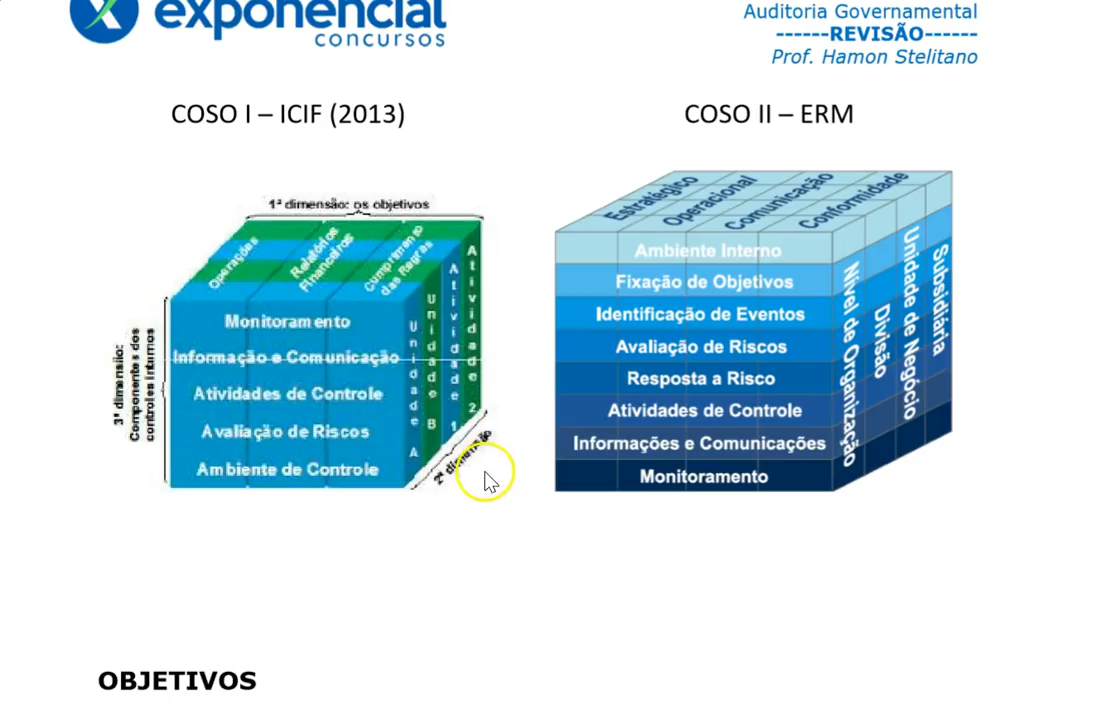 exponencial
concursos
Auditoria Governamental
------REVISÃO------
Prof. Hamon Stelitano
COSO I – ICIF (2013)
COSO II – ERM
1ª dimensão: os objetivos
Operações
Relatórios
Financeiros
Cumprimento
das Regras
Monitoramento
Informação e Comunicação
Atividades de Controle
Avaliação de Riscos
Ambiente de Controle
Unidade A
Unidade B
Atividade 1
Atividade 2
2ª dimensão
3ª dimensão:
Componentes dos
controles internos
Estratégico
Operacional
Comunicação
Conformidade
Ambiente Interno
Fixação de Objetivos
Identificação de Eventos
Avaliação de Riscos
Resposta a Risco
Atividades de Controle
Informações e Comunicações
Monitoramento
Nível de Organização
Divisão
Unidade de Negócio
Subsidiária
OBJETIVOS